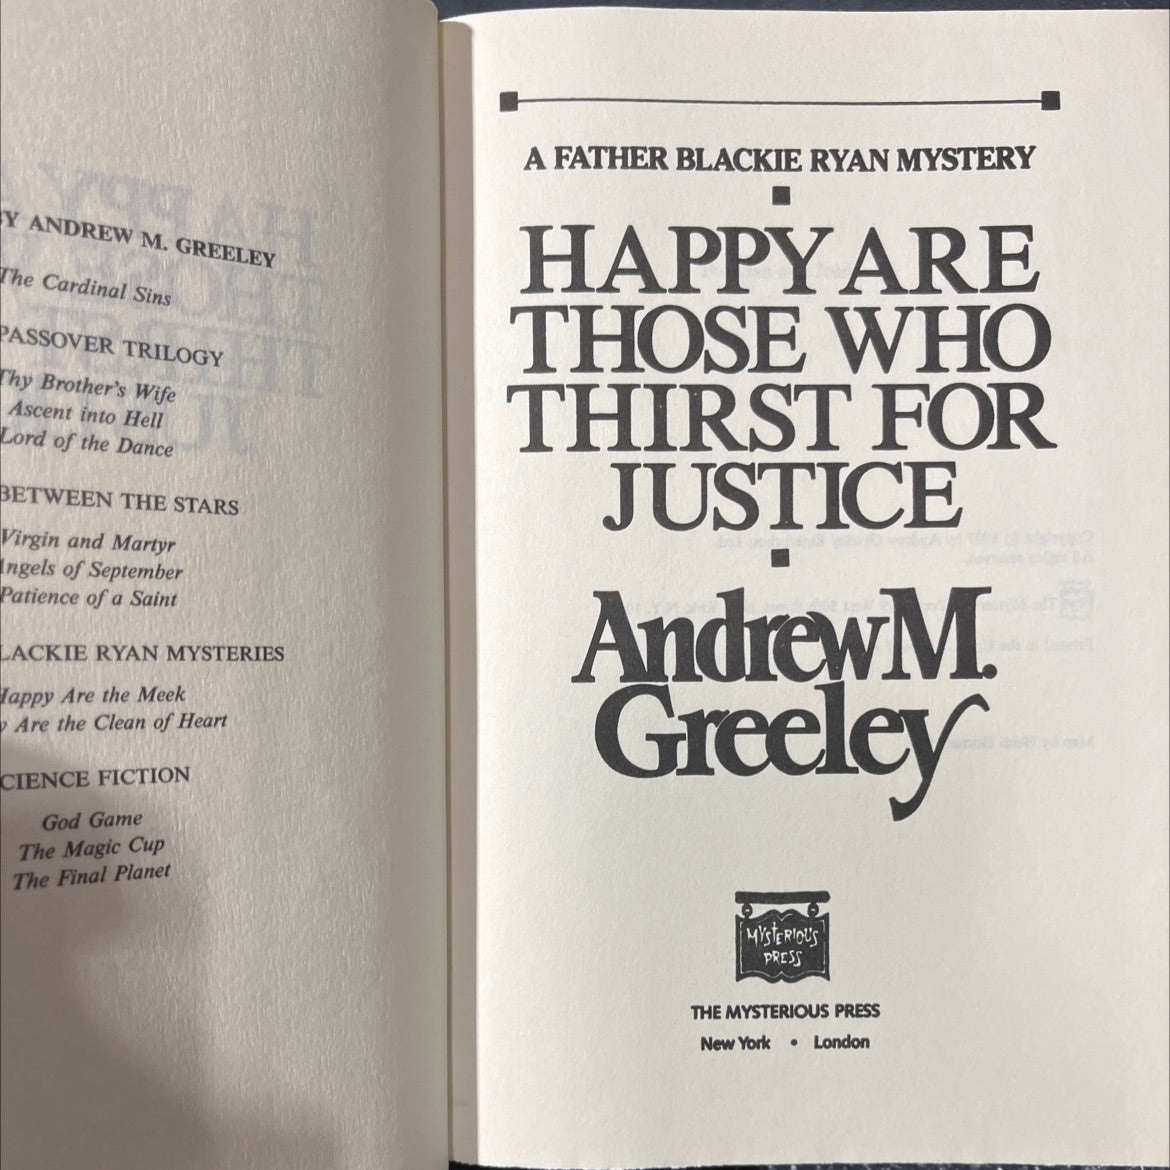 BY ANDREW M. GREELEY
The Cardinal Sins
PASSOVER TRILOGY
Thy Brother's Wife
Ascent into Hell
Lord of the Dance
BETWEEN THE STARS
Virgin and Martyr
Angels of September
Patience of a Saint
LACKIE RYAN MYSTERIES
Happy Are the Meek
y Are the Clean of Heart
CIENCE FICTION
God Game
The Magic Cup
The Final Planet
A FATHER BLACKIE RYAN MYSTERY
HAPPY ARE
THOSE WHO
THIRST FOR
JUSTICE
Andrew M.
Greeley
MYSTERIOUS
PRESS
THE MYSTERIOUS PRESS
New York • London